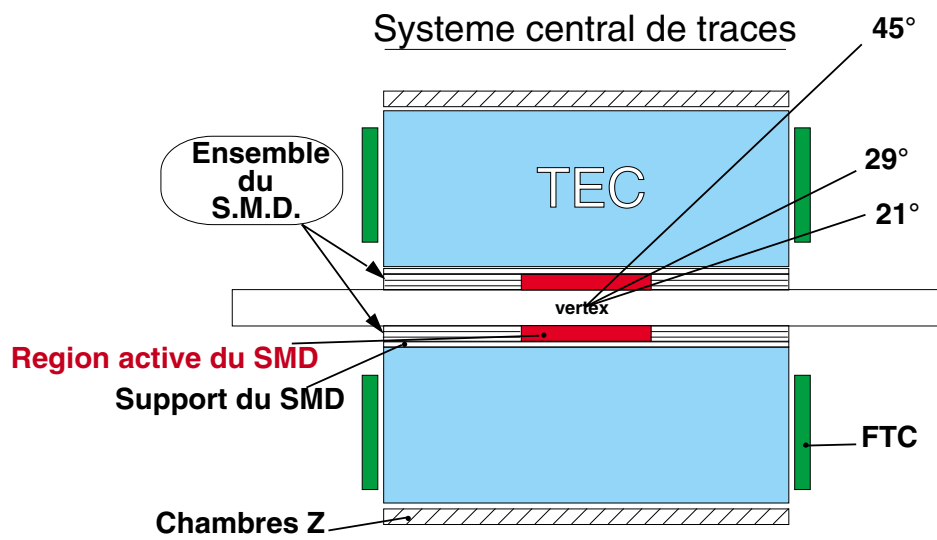 Systeme central de traces
45°
Ensemble
du
S.M.D.
TEC
29°
21°
vertex
Region active du SMD
Support du SMD
FTC
Chambres Z